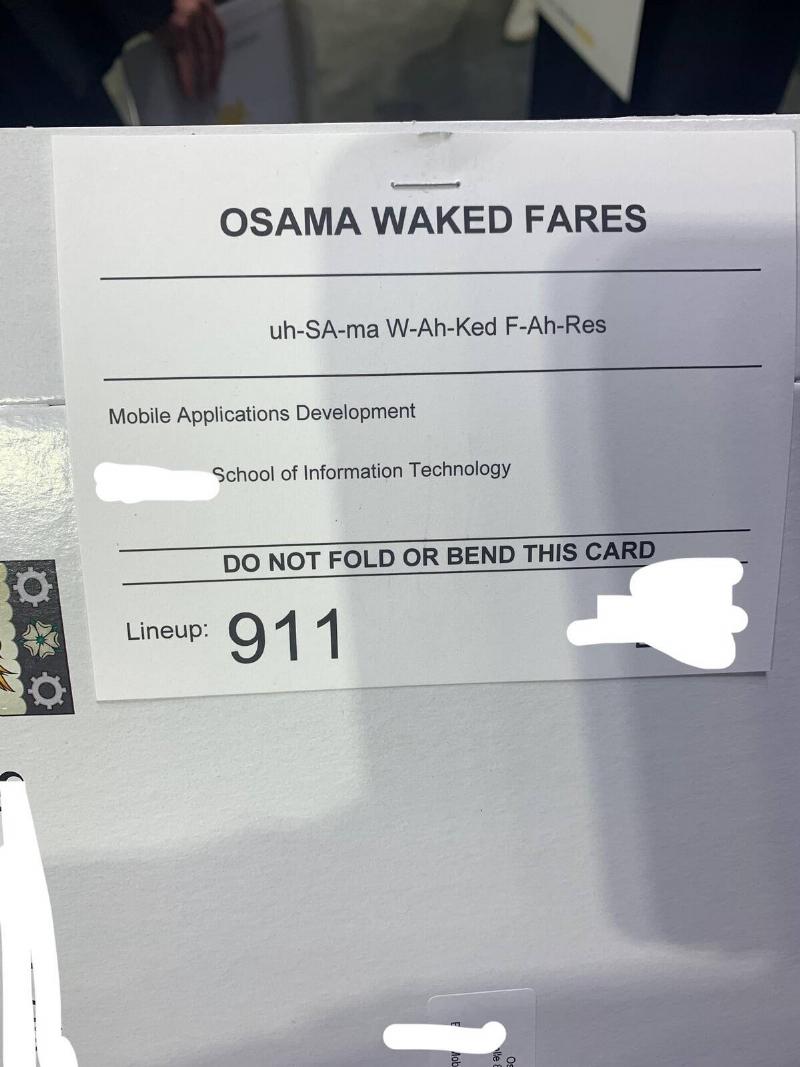 OSAMA WAKED FARES
uh-SA-ma W-Ah-Ked F-Ah-Res
Mobile Applications Development
School of Information Technology
DO NOT FOLD OR BEND THIS CARD
Lineup: 911